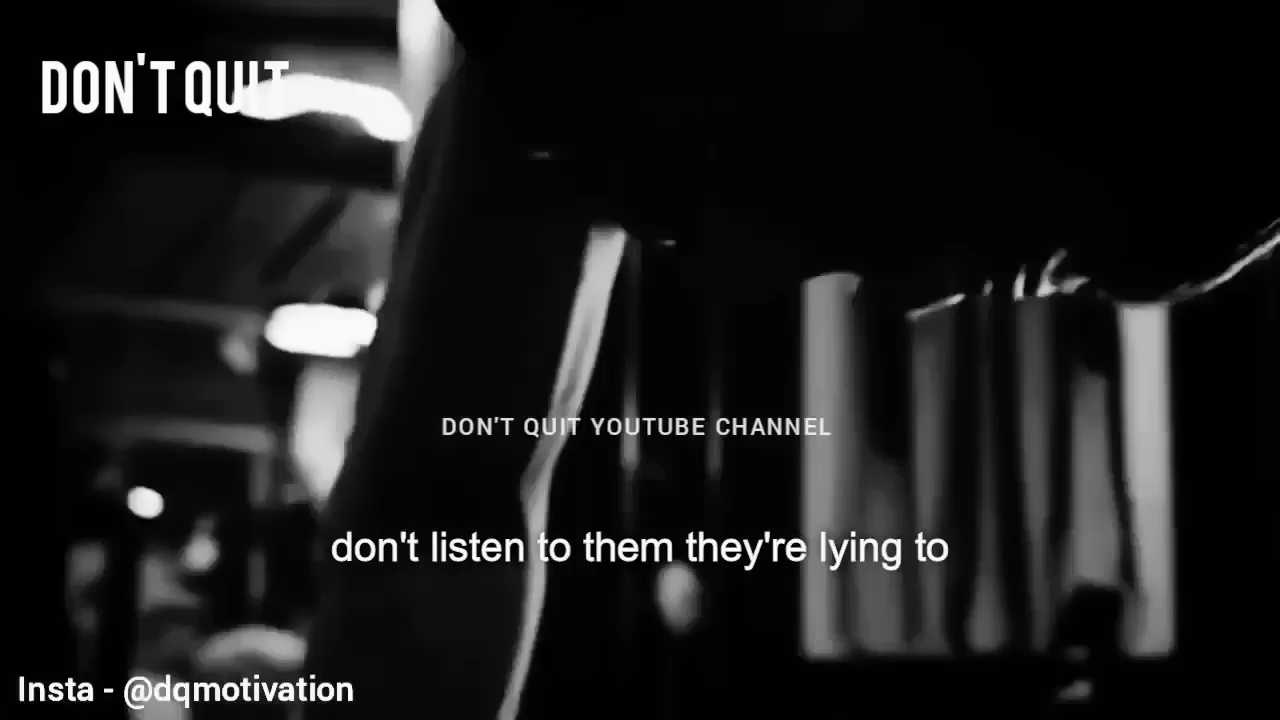 DON'T QUIT
DON'T QUIT YOUTUBE CHANNEL
don't listen to them they're lying to
Insta - @dqmotivation